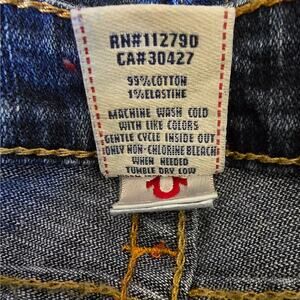 RN#112790
CA#30427
99%COTTON
1%ELASTINE
MACHINE WASH COLD
WITH LIKE COLORS
GENTLE CYCLE INSIDE OUT
ONLY NON-CHLORINE BLEACH
WHEN NEEDED
TUMBLE DRY LOW